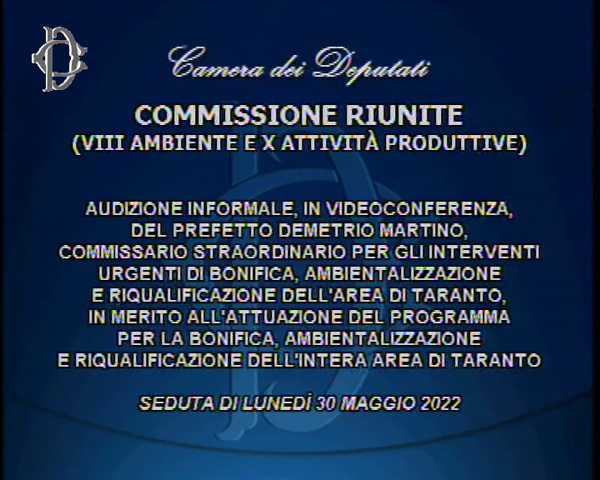 Camera dei Deputati
COMMISSIONE RIUNITE
(VIII AMBIENTE E X ATTIVITÀ PRODUTTIVE)
AUDIZIONE INFORMALE, IN VIDEOCONFERENZA,
DEL PREFETTO DEMETRIO MARTINO,
COMMISSARIO STRAORDINARIO PER GLI INTERVENTI
URGENTI DI BONIFICA, AMBIENTALIZZAZIONE
E RIQUALIFICAZIONE DELL'AREA DI TARANTO,
IN MERITO ALL'ATTUAZIONE DEL PROGRAMMA
PER LA BONIFICA, AMBIENTALIZZAZIONE
E RIQUALIFICAZIONE DELL'INTERA AREA DI TARANTO
SEDUTA DI LUNEDÌ 30 MAGGIO 2022